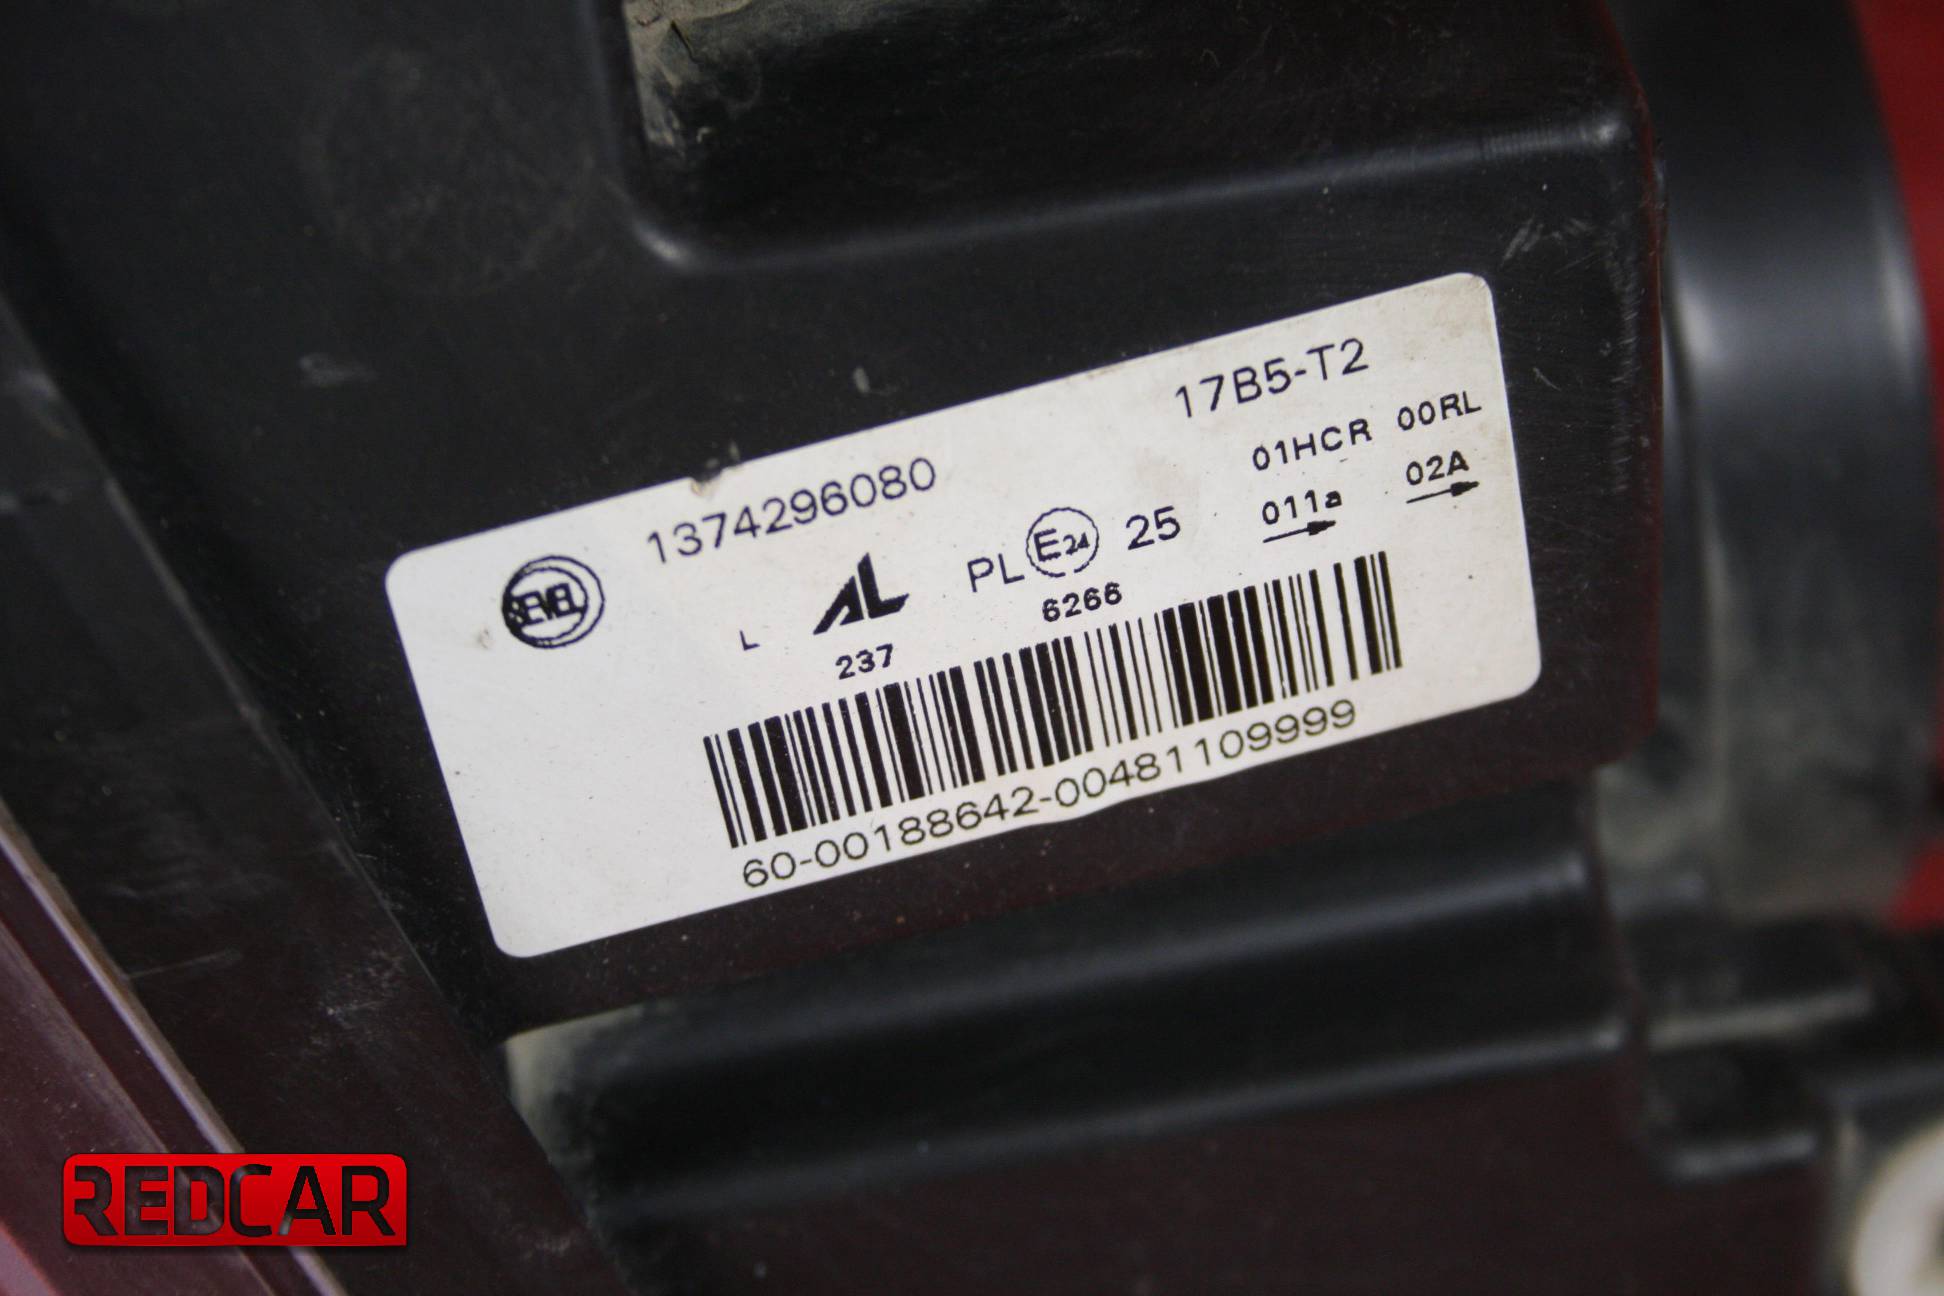 1374296080
17B5-T2
SEVEL
L
AL
237
PL
E24
6266
25
01HCR 00RL
011a 02A
60-00188642-00481109999
REDCAR